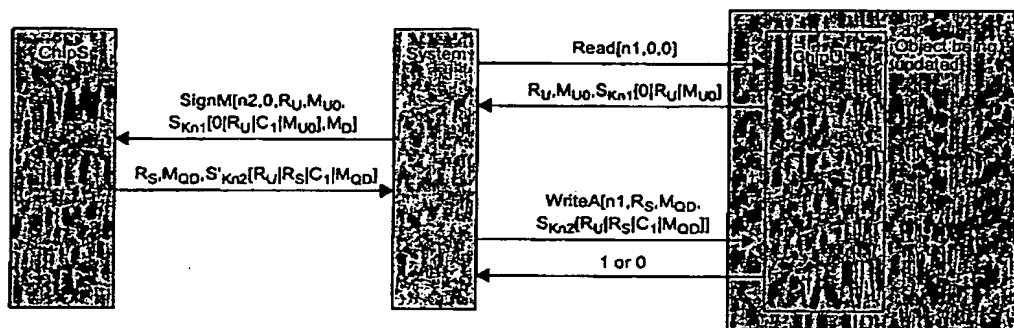 ChipS
System
ChipU
Object being
updated
Read[n1,0,0]
R_U,M_U0,S_Kn1[0|R_U|M_U0]
SignM[n2,0,R_U,M_U0,
S_Kn1[0|R_U|C_1|M_U0],M_D]
R_S,M_QD,S'_Kn2[R_U|R_S|C_1|M_QD]
WriteA[n1,R_S,M_QD,
S_Kn2[R_U|R_S|C_1|M_QD]]
1 or 0